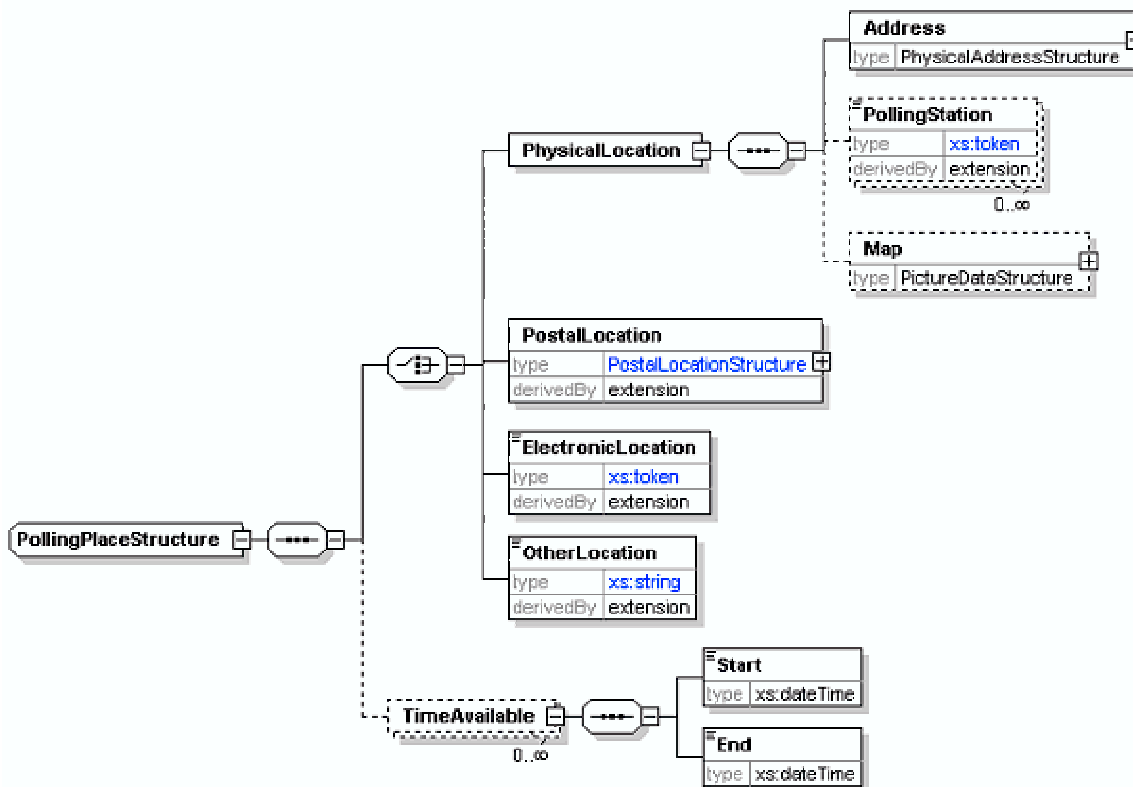 Address
type PhysicalAddressStructure
PollingStation
type xs:token
derivedBy extension
0..∞
PhysicalLocation
Map
type PictureDataStructure
PostalLocation
type PostalLocationStructure
derivedBy extension
ElectronicLocation
type xs:token
derivedBy extension
PollingPlaceStructure
OtherLocation
type xs:string
derivedBy extension
TimeAvailable
0..∞
Start
type xs:dateTime
End
type xs:dateTime